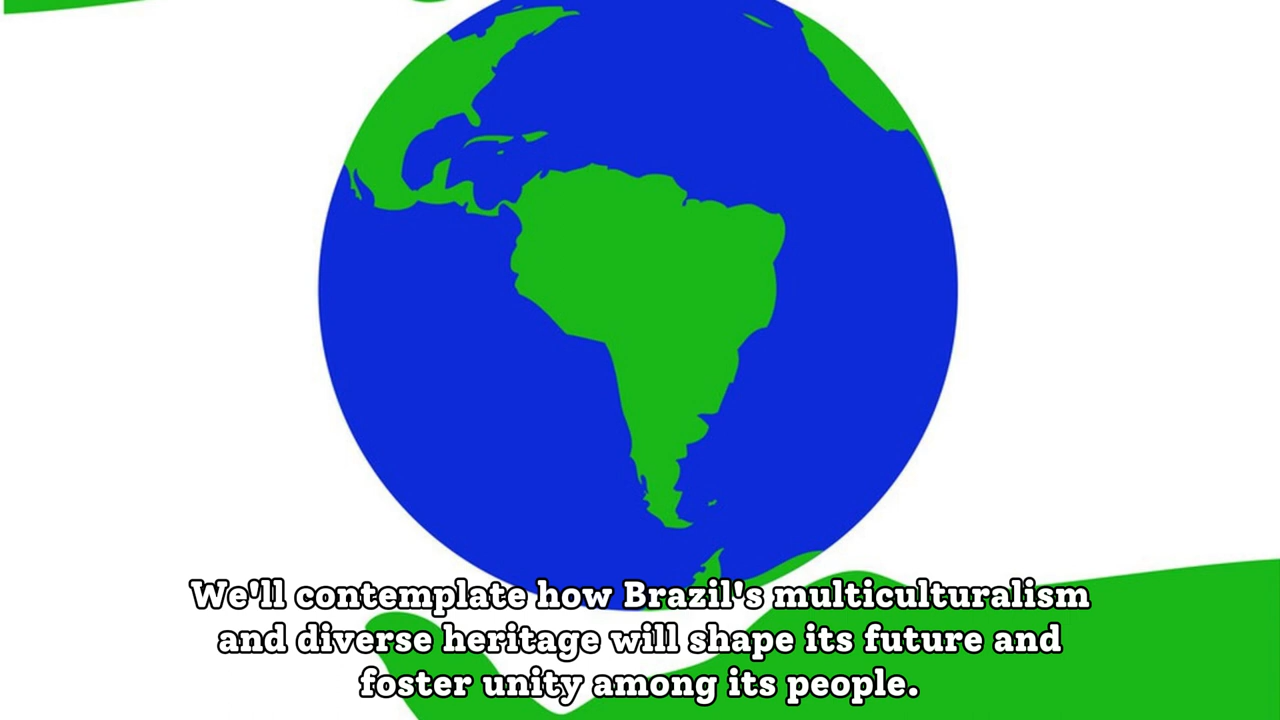 We'll contemplate how Brazil's multiculturalism
and diverse heritage will shape its future and
foster unity among its people.